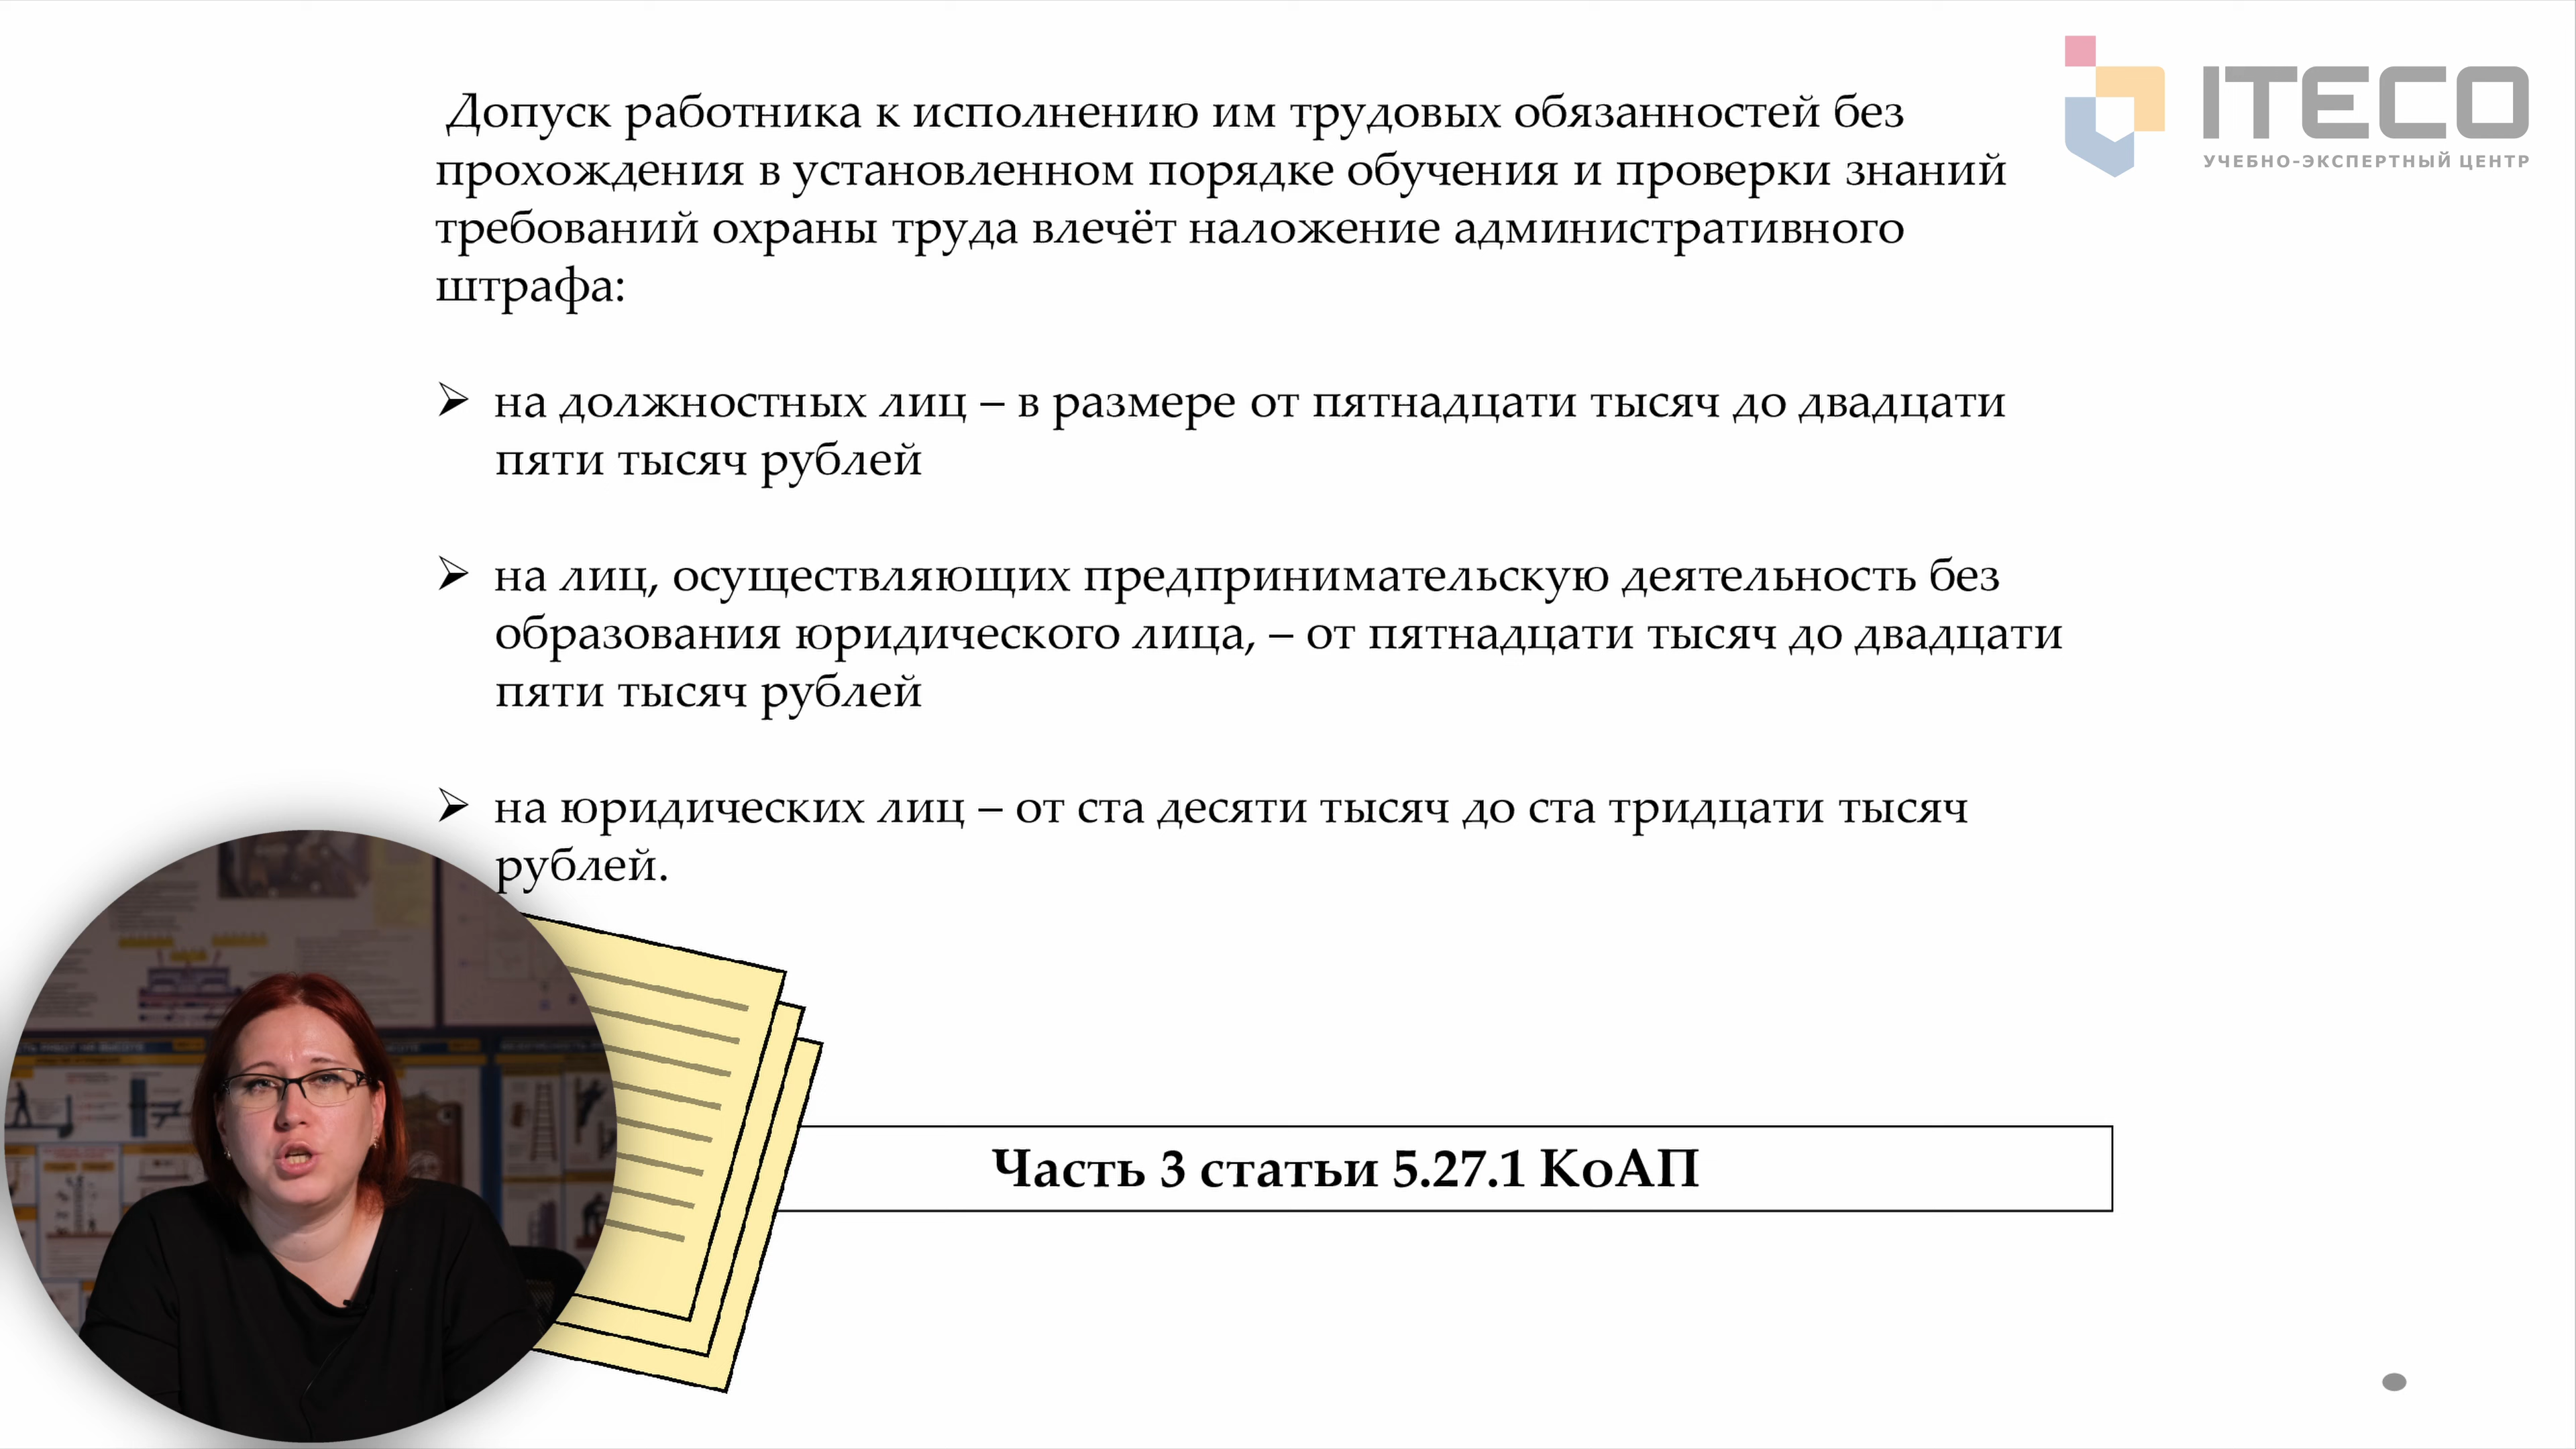 Допуск работника к исполнению им трудовых обязанностей без
прохождения в установленном порядке обучения и проверки знаний
требований охраны труда влечёт наложение административного
штрафа:
➢ на должностных лиц – в размере от пятнадцати тысяч до двадцати
пяти тысяч рублей
➢ на лиц, осуществляющих предпринимательскую деятельность без
образования юридического лица, – от пятнадцати тысяч до двадцати
пяти тысяч рублей
➢ на юридических лиц – от ста десяти тысяч до ста тридцати тысяч
рублей.
Часть 3 статьи 5.27.1 КоАП
ITECO
УЧЕБНО-ЭКСПЕРТНЫЙ ЦЕНТР